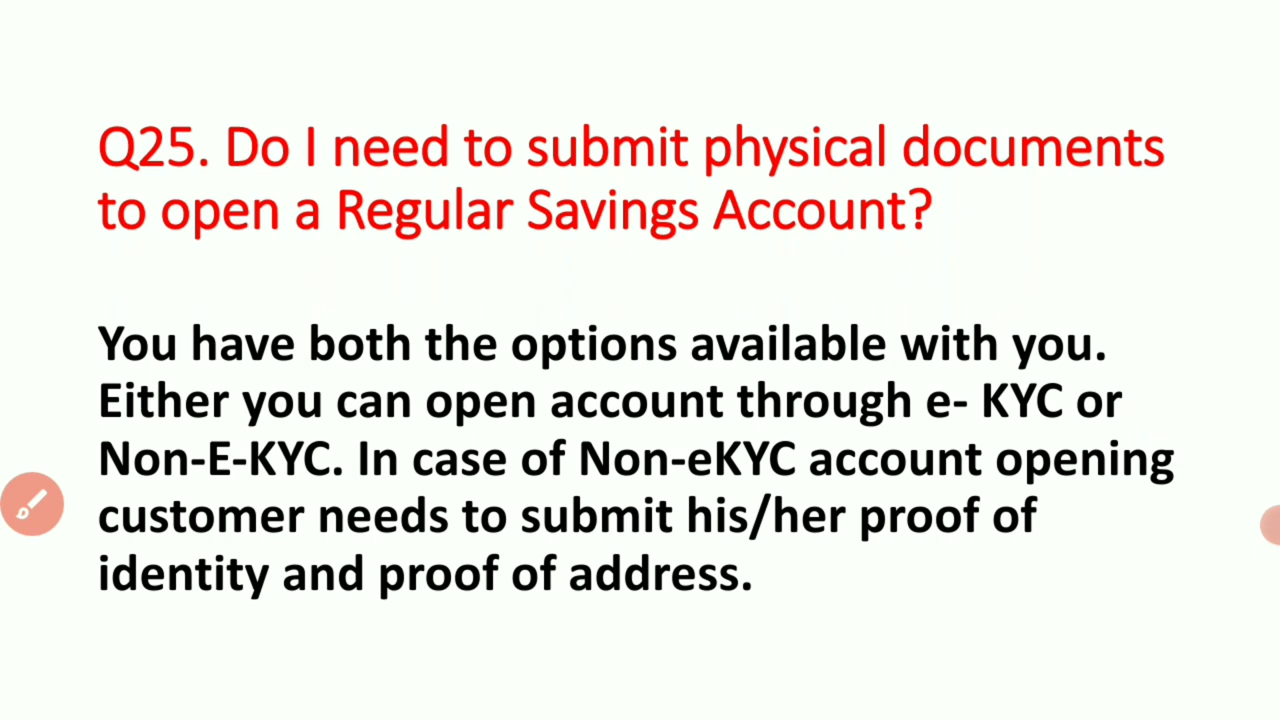 Q25. Do I need to submit physical documents
to open a Regular Savings Account?
You have both the options available with you.
Either you can open account through e- KYC or
Non-E-KYC. In case of Non-eKYC account opening
customer needs to submit his/her proof of
identity and proof of address.